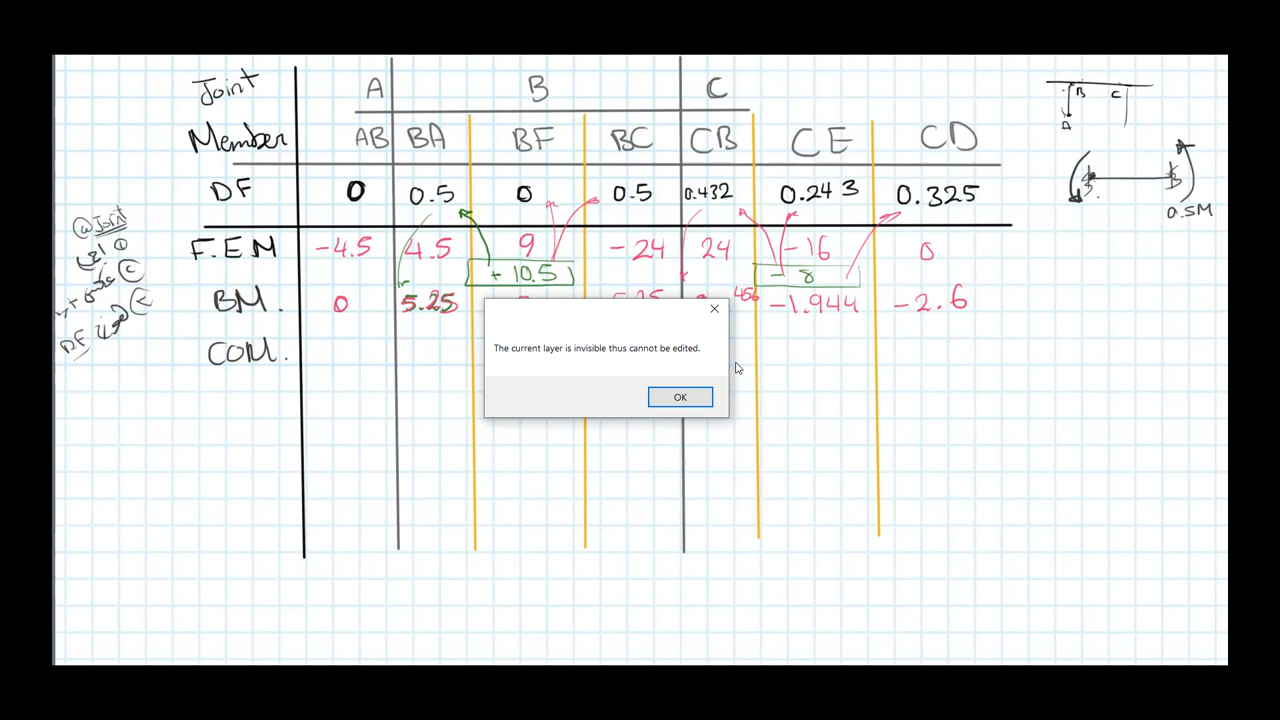 Joint A B C
Member AB BA BF BC CB CE CD
DF 0 0.5 0 0.5 0.432 0.243 0.325
F.E.M -4.5 4.5 9 -24 24 -16 0
+ 10.5 - 8
BM. 0 5.25 456 -1.944 -2.6
COM.
The current layer is invisible thus cannot be edited.
OK
@Joint
B C
A
0.5M
DF